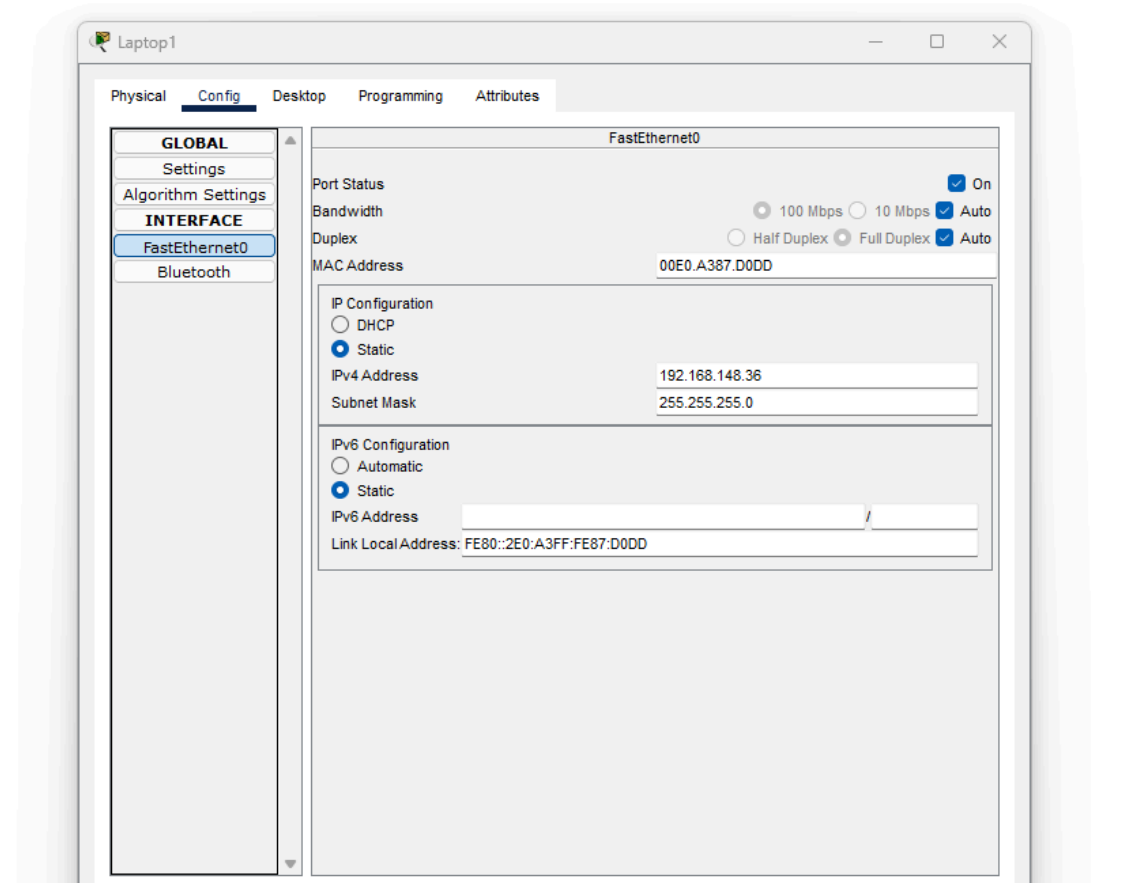 Laptop1
Physical Config Desktop Programming Attributes
GLOBAL
Settings
Algorithm Settings
INTERFACE
FastEthernet0
Bluetooth
FastEthernet0
Port Status On
Bandwidth 100 Mbps 10 Mbps Auto
Duplex Half Duplex Full Duplex Auto
MAC Address 00E0.A387.D0DD
IP Configuration
DHCP
Static
IPv4 Address 192.168.148.36
Subnet Mask 255.255.255.0
IPv6 Configuration
Automatic
Static
IPv6 Address /
Link Local Address: FE80::2E0:A3FF:FE87:D0DD